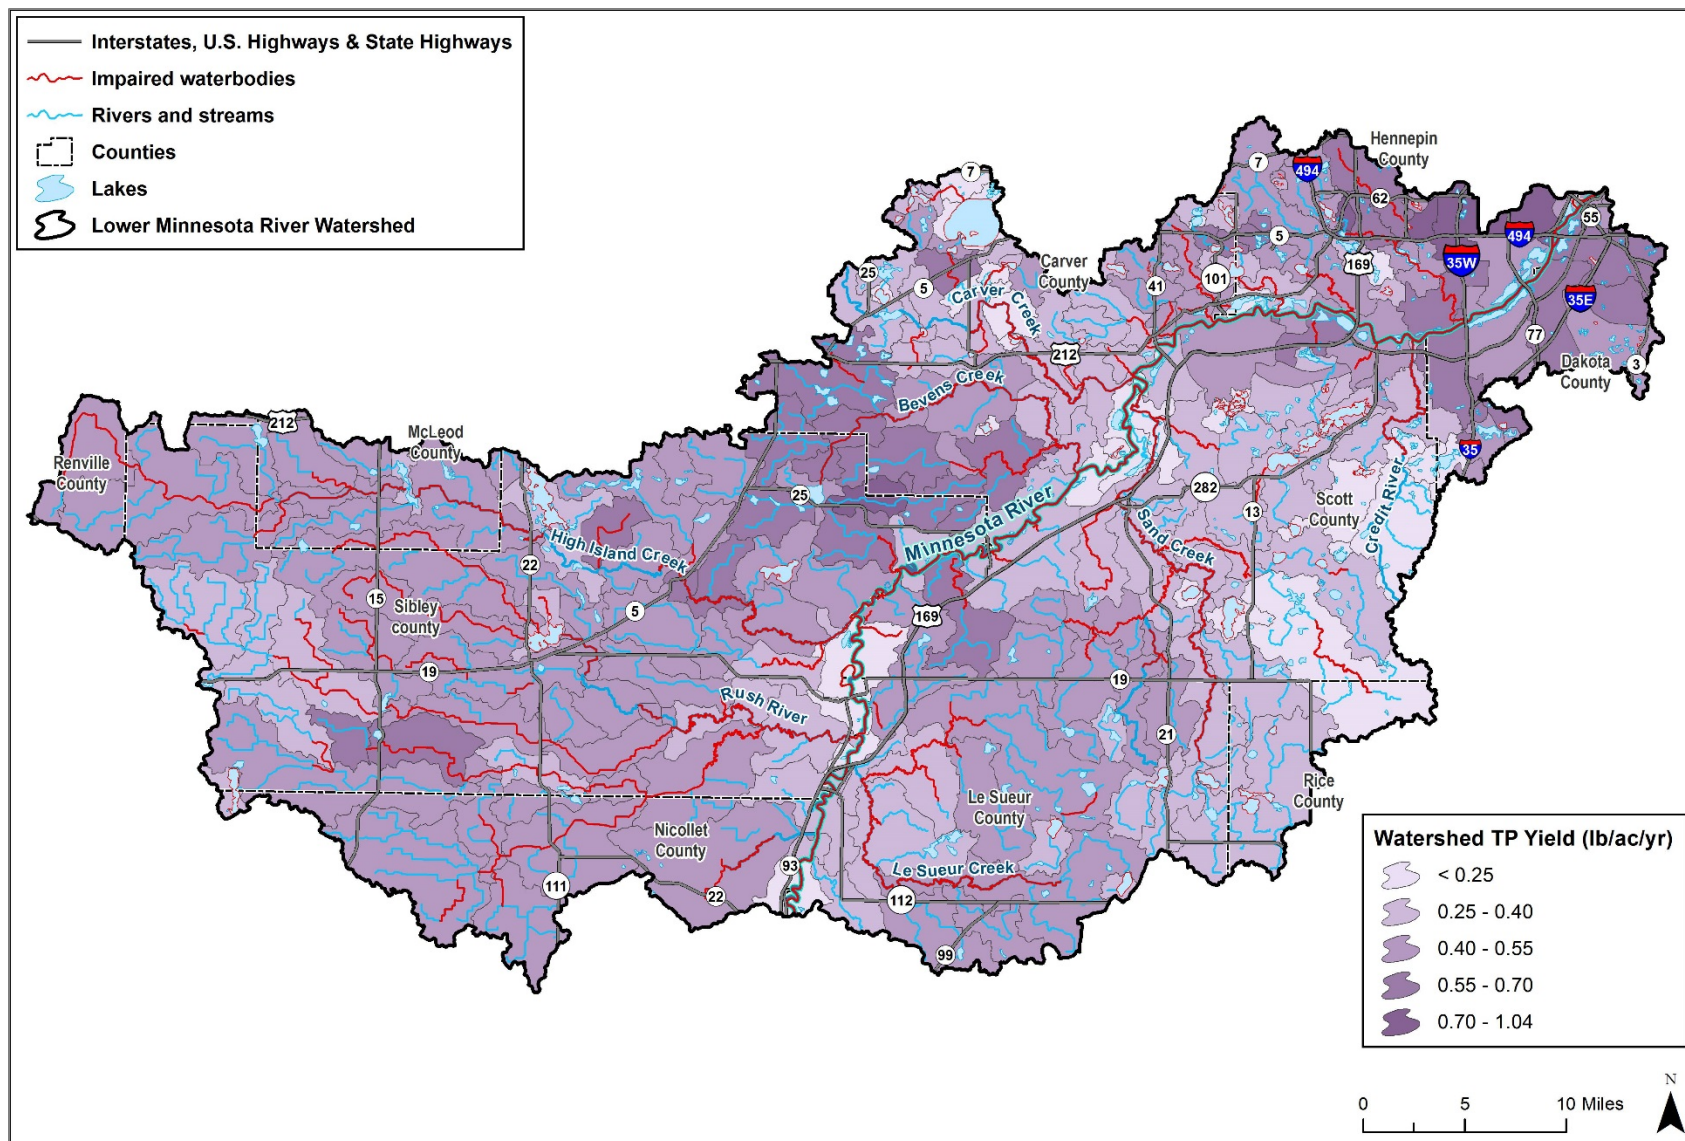 Interstates, U.S. Highways & State Highways
Impaired waterbodies
Rivers and streams
Counties
Lakes
Lower Minnesota River Watershed
Hennepin
County
7
7
494
62
55
5
494
35W
169
25
Carver
County
5
41
101
35E
Carver Creek
77
212
Dakota
County
3
Bevens Creek
212
McLeod
County
35
Renville
County
25
282
Scott
County
13
Minnesota River
Sand Creek
Credit River
High Island Creek
22
15
Sibley
county
5
169
19
19
Rush River
21
Rice
County
Le Sueur
County
Nicollet
County
93
Le Sueur Creek
111
22
112
99
Watershed TP Yield (lb/ac/yr)
< 0.25
0.25 - 0.40
0.40 - 0.55
0.55 - 0.70
0.70 - 1.04
N
0 5 10 Miles